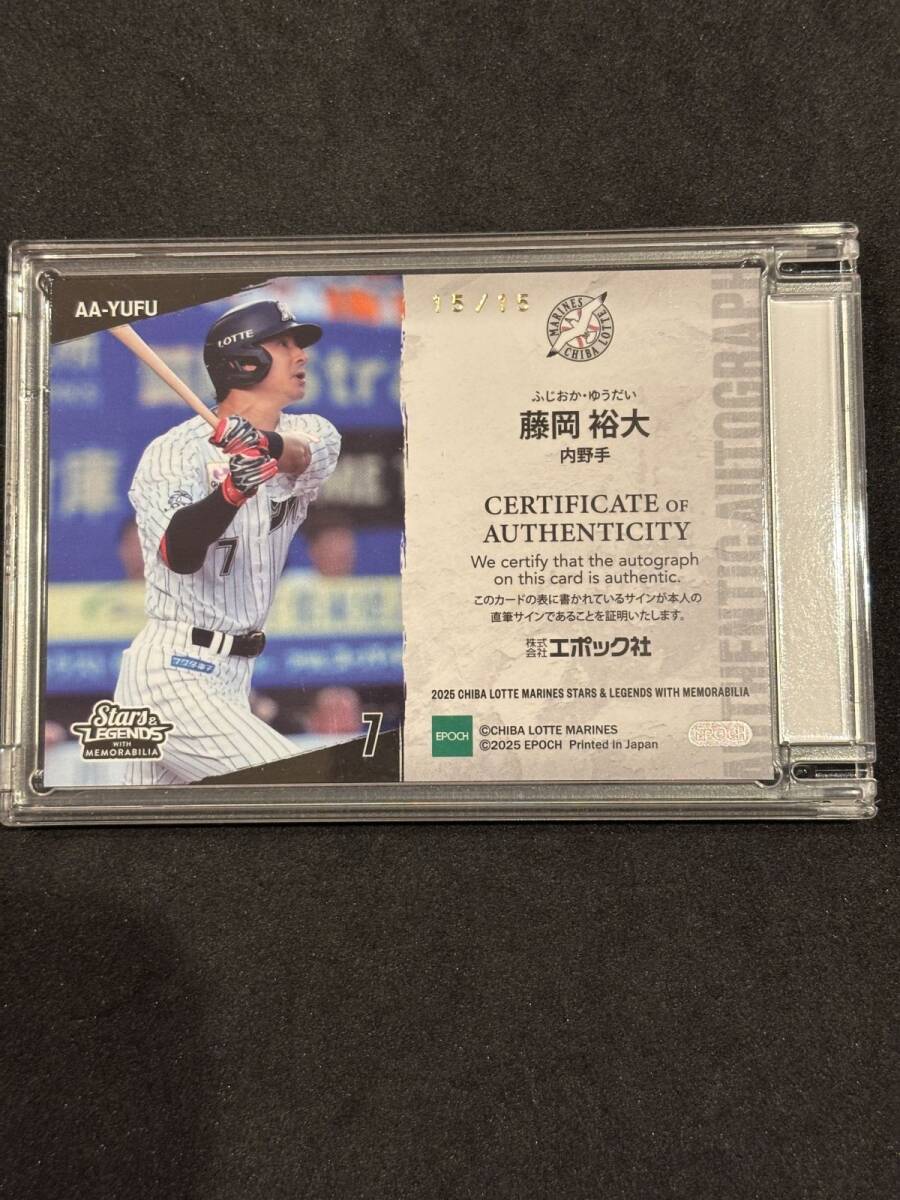 AA-YUFU
LOTTE
7
Stars &
LEGENDS
WITH
MEMORABILIA
7
15/15
MARINES
CHIBA LOTTE
ふじおか・ゆうだい
藤岡 裕大
内野手
CERTIFICATE OF
AUTHENTICITY
We certify that the autograph
on this card is authentic.
このカードの表に書かれているサインが本人の
直筆サインであることを証明いたします。
株式会社エポック社
2025 CHIBA LOTTE MARINES STARS & LEGENDS WITH MEMORABILIA
EPOCH
©CHIBA LOTTE MARINES
©2025 EPOCH Printed in Japan
EPOCH
AUTHENTIC AUTOGRAPH